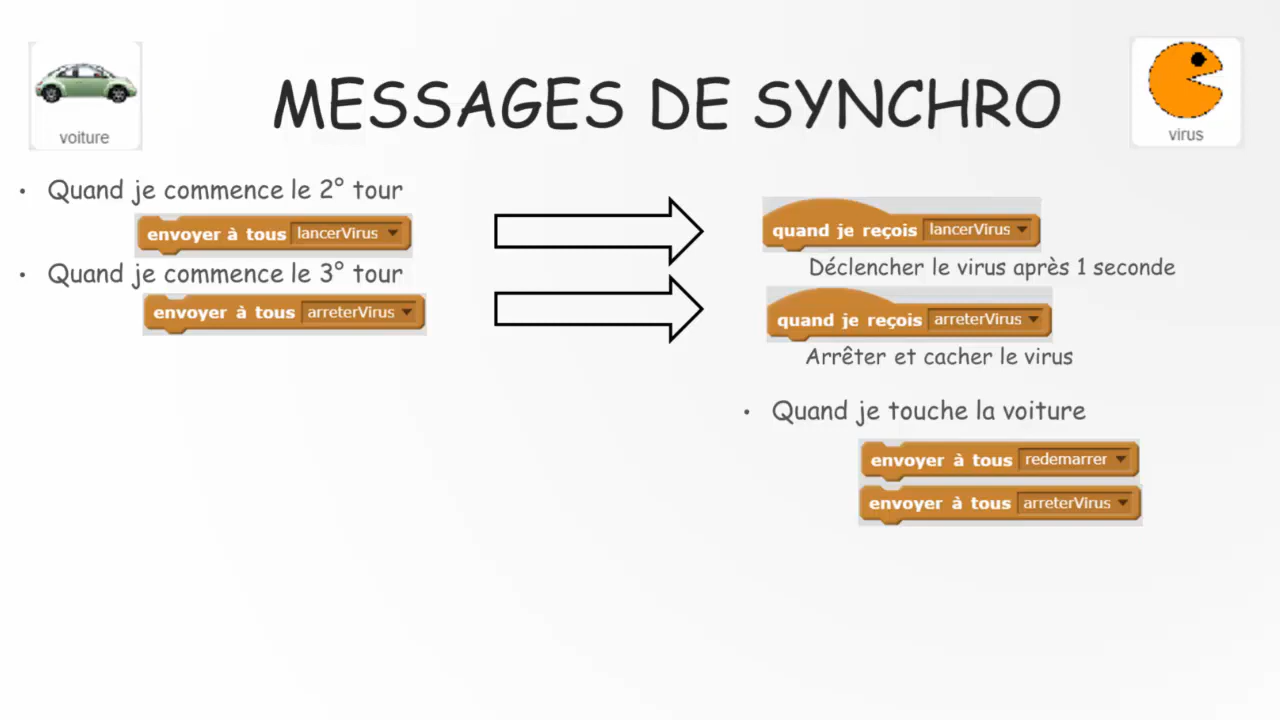 voiture
MESSAGES DE SYNCHRO
virus
• Quand je commence le 2° tour
envoyer à tous lancerVirus
• Quand je commence le 3° tour
envoyer à tous arreterVirus
quand je reçois lancerVirus
Déclencher le virus après 1 seconde
quand je reçois arreterVirus
Arrêter et cacher le virus
• Quand je touche la voiture
envoyer à tous redemarrer
envoyer à tous arreterVirus